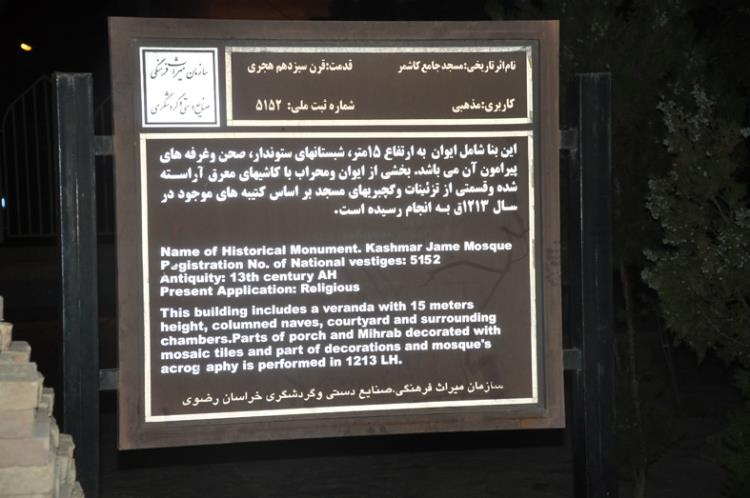 سازمان میراث فرهنگی
صنایع دستی و گردشگری
نام اثر تاریخی: مسجد جامع کاشمر قدمت: قرن سیزدهم هجری
کاربری: مذهبی شماره ثبت ملی: ۵۱۵۲
این بنا شامل ایوان به ارتفاع ۱۵متر، شبستانهای ستوندار، صحن وغرفه های
پیرامون آن می باشد. بخشی از ایوان ومحراب با کاشیهای معرق آراسته
شده وقسمتی از تزئینات وگچبریهای مسجد بر اساس کتیبه های موجود در
سال ۱۲۱۳ق به انجام رسیده است.
Name of Historical Monument. Kashmar Jame Mosque
Registration No. of National vestiges: 5152
Antiquity: 13th century AH
Present Application: Religious
This building includes a veranda with 15 meters
height, columned naves, courtyard and surrounding
chambers.Parts of porch and Mihrab decorated with
mosaic tiles and part of decorations and mosque's
acrog aphy is performed in 1213 LH.
سازمان میراث فرهنگی،صنایع دستی وگردشگری خراسان رضوی